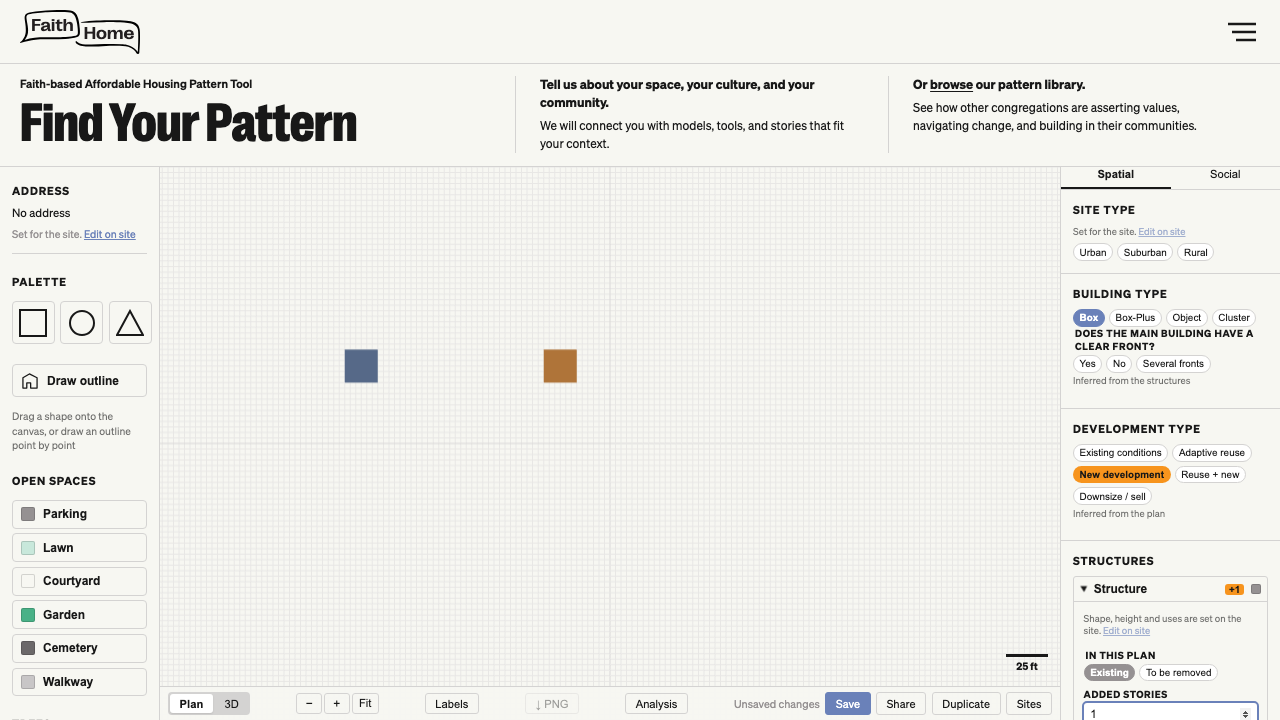 Faith
Home
Faith-based Affordable Housing Pattern Tool
Find Your Pattern
Tell us about your space, your culture, and your
community.
We will connect you with models, tools, and stories that fit
your context.
Or browse our pattern library.
See how other congregations are asserting values,
navigating change, and building in their communities.
ADDRESS
No address
Set for the site. Edit on site
PALETTE
Draw outline
Drag a shape onto the
canvas, or draw an outline
point by point
OPEN SPACES
Parking
Lawn
Courtyard
Garden
Cemetery
Walkway
25 ft
Plan 3D
− + Fit
Labels
↓ PNG
Analysis
Unsaved changes
Save
Share
Duplicate
Sites
Spatial Social
SITE TYPE
Set for the site. Edit on site
Urban Suburban Rural
BUILDING TYPE
Box Box-Plus Object Cluster
DOES THE MAIN BUILDING HAVE A
CLEAR FRONT?
Yes No Several fronts
Inferred from the structures
DEVELOPMENT TYPE
Existing conditions Adaptive reuse
New development Reuse + new
Downsize / sell
Inferred from the plan
STRUCTURES
▼ Structure +1
Shape, height and uses are set on the
site. Edit on site
IN THIS PLAN
Existing To be removed
ADDED STORIES
1